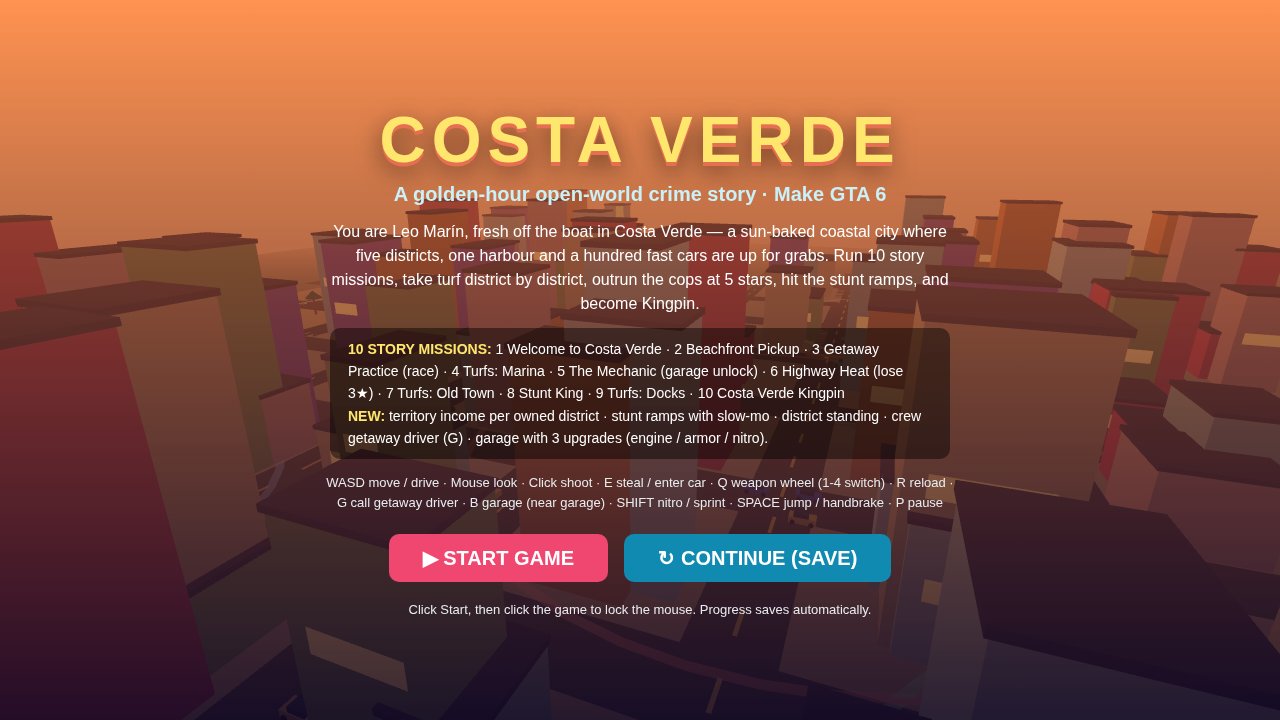 COSTA VERDE
A golden-hour open-world crime story · Make GTA 6
You are Leo Marín, fresh off the boat in Costa Verde — a sun-baked coastal city where
five districts, one harbour and a hundred fast cars are up for grabs. Run 10 story
missions, take turf district by district, outrun the cops at 5 stars, hit the stunt ramps, and
become Kingpin.
10 STORY MISSIONS: 1 Welcome to Costa Verde · 2 Beachfront Pickup · 3 Getaway
Practice (race) · 4 Turfs: Marina · 5 The Mechanic (garage unlock) · 6 Highway Heat (lose
3★) · 7 Turfs: Old Town · 8 Stunt King · 9 Turfs: Docks · 10 Costa Verde Kingpin
NEW: territory income per owned district · stunt ramps with slow-mo · district standing · crew
getaway driver (G) · garage with 3 upgrades (engine / armor / nitro).
WASD move / drive · Mouse look · Click shoot · E steal / enter car · Q weapon wheel (1-4 switch) · R reload ·
G call getaway driver · B garage (near garage) · SHIFT nitro / sprint · SPACE jump / handbrake · P pause
▶ START GAME
↻ CONTINUE (SAVE)
Click Start, then click the game to lock the mouse. Progress saves automatically.